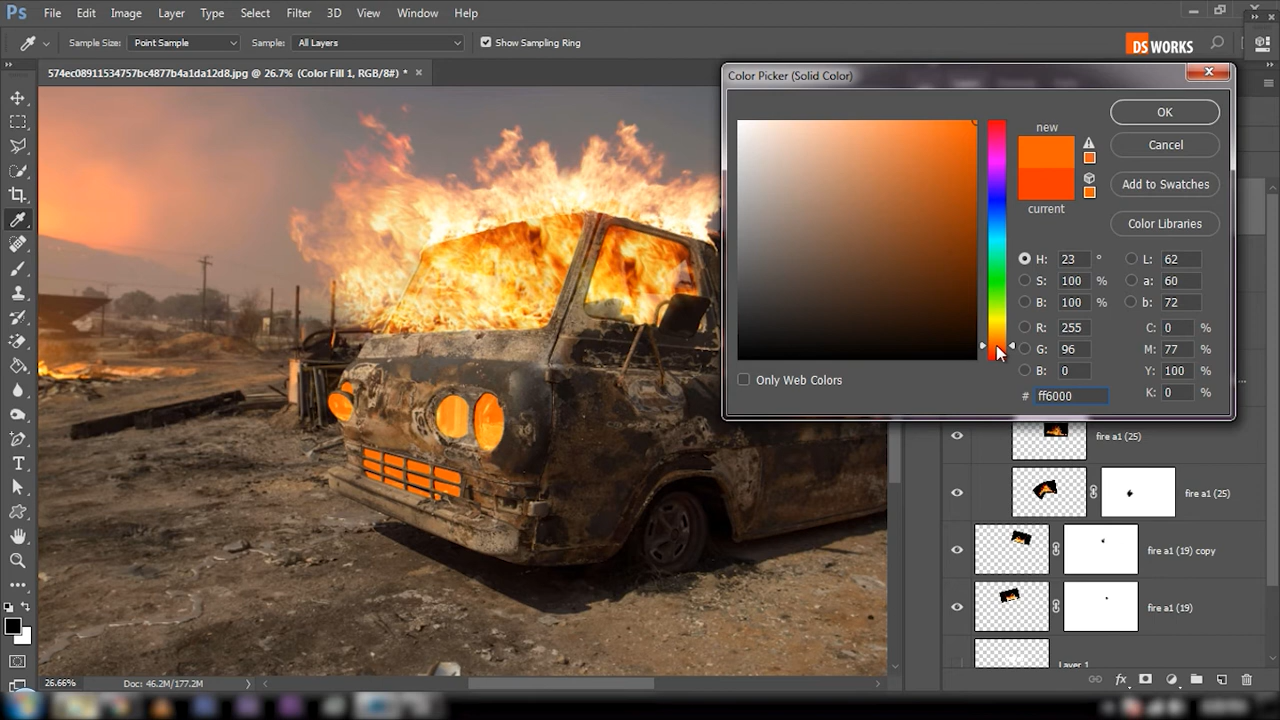 Ps File Edit Image Layer Type Select Filter 3D View Window Help
Sample Size: Point Sample Sample: All Layers Show Sampling Ring
DS WORKS
574ec08911534757bc4877b4a1da12d8.jpg @ 26.7% (Color Fill 1, RGB/8#) * ×
Color Picker (Solid Color)
new
current
OK
Cancel
Add to Swatches
Color Libraries
H: 23 ° L: 62
S: 100 % a: 60
B: 100 % b: 72
R: 255 C: 0 %
G: 96 M: 77 %
B: 0 Y: 100 %
# ff6000 K: 0 %
Only Web Colors
fire a1 (25)
fire a1 (25)
fire a1 (19) copy
fire a1 (19)
Layer 1
26.66% Doc: 46.2M/177.2M
fx